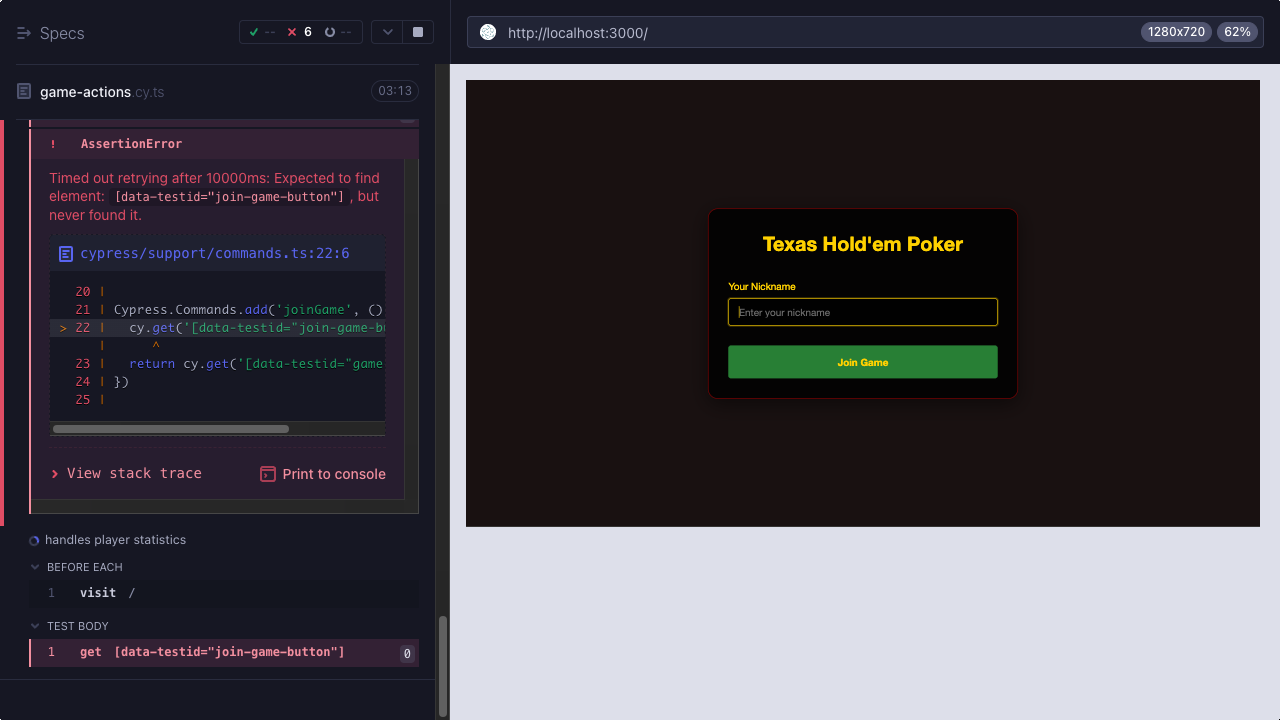 Specs
-- 6 --
http://localhost:3000/
1280x720 62%
game-actions.cy.ts
03:13
! AssertionError
Timed out retrying after 10000ms: Expected to find
element: [data-testid="join-game-button"] , but
never found it.
cypress/support/commands.ts:22:6
20 |
21 | Cypress.Commands.add('joinGame', ()
> 22 | cy.get('[data-testid="join-game-bu
| ^
23 | return cy.get('[data-testid="game
24 | })
25 |
View stack trace
Print to console
handles player statistics
BEFORE EACH
1 visit /
TEST BODY
1 get [data-testid="join-game-button"] 0
Texas Hold'em Poker
Your Nickname
Enter your nickname
Join Game